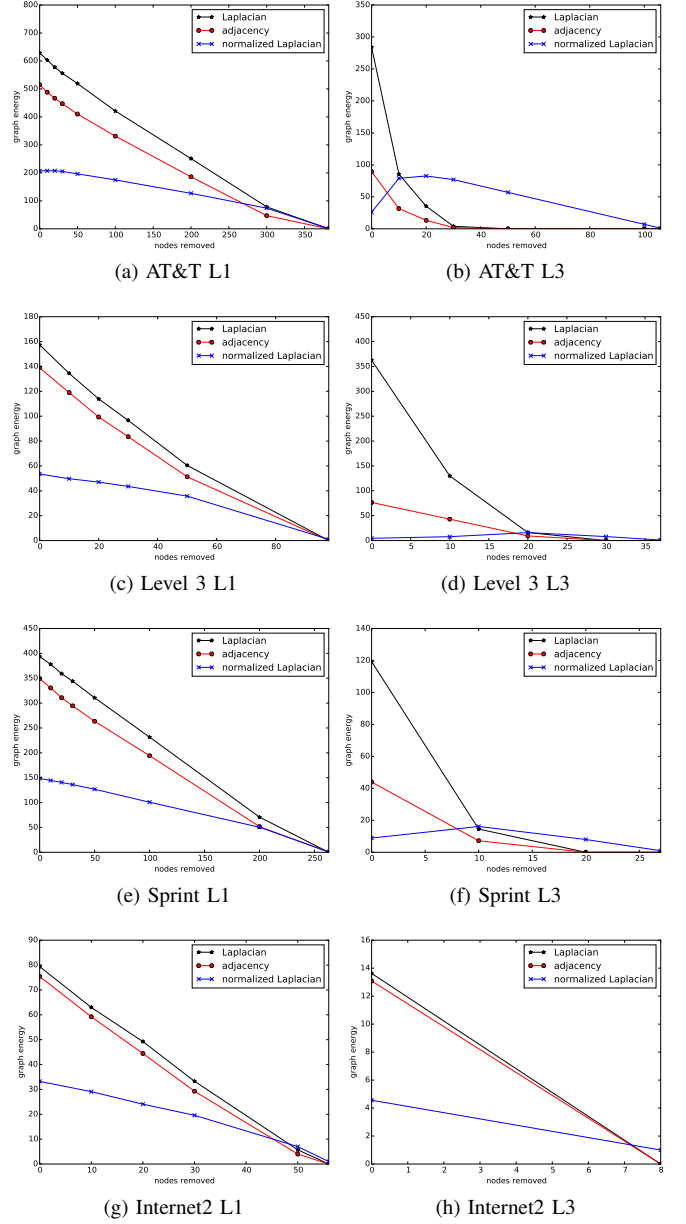 800
700
600
500
400
300
200
100
0
graph energy
0 50 100 150 200 250 300 350
nodes removed
Laplacian
adjacency
normalized Laplacian
(a) AT&T L1
350
300
250
200
150
100
50
0
graph energy
0 20 40 60 80 100
nodes removed
Laplacian
adjacency
normalized Laplacian
(b) AT&T L3
180
160
140
120
100
80
60
40
20
0
graph energy
0 20 40 60 80
nodes removed
Laplacian
adjacency
normalized Laplacian
(c) Level 3 L1
450
400
350
300
250
200
150
100
50
0
graph energy
0 5 10 15 20 25 30 35
nodes removed
Laplacian
adjacency
normalized Laplacian
(d) Level 3 L3
450
400
350
300
250
200
150
100
50
0
graph energy
0 50 100 150 200 250
nodes removed
Laplacian
adjacency
normalized Laplacian
(e) Sprint L1
140
120
100
80
60
40
20
0
graph energy
0 5 10 15 20 25
nodes removed
Laplacian
adjacency
normalized Laplacian
(f) Sprint L3
90
80
70
60
50
40
30
20
10
0
graph energy
0 10 20 30 40 50
nodes removed
Laplacian
adjacency
normalized Laplacian
(g) Internet2 L1
16
14
12
10
8
6
4
2
0
graph energy
0 1 2 3 4 5 6 7 8
nodes removed
Laplacian
adjacency
normalized Laplacian
(h) Internet2 L3